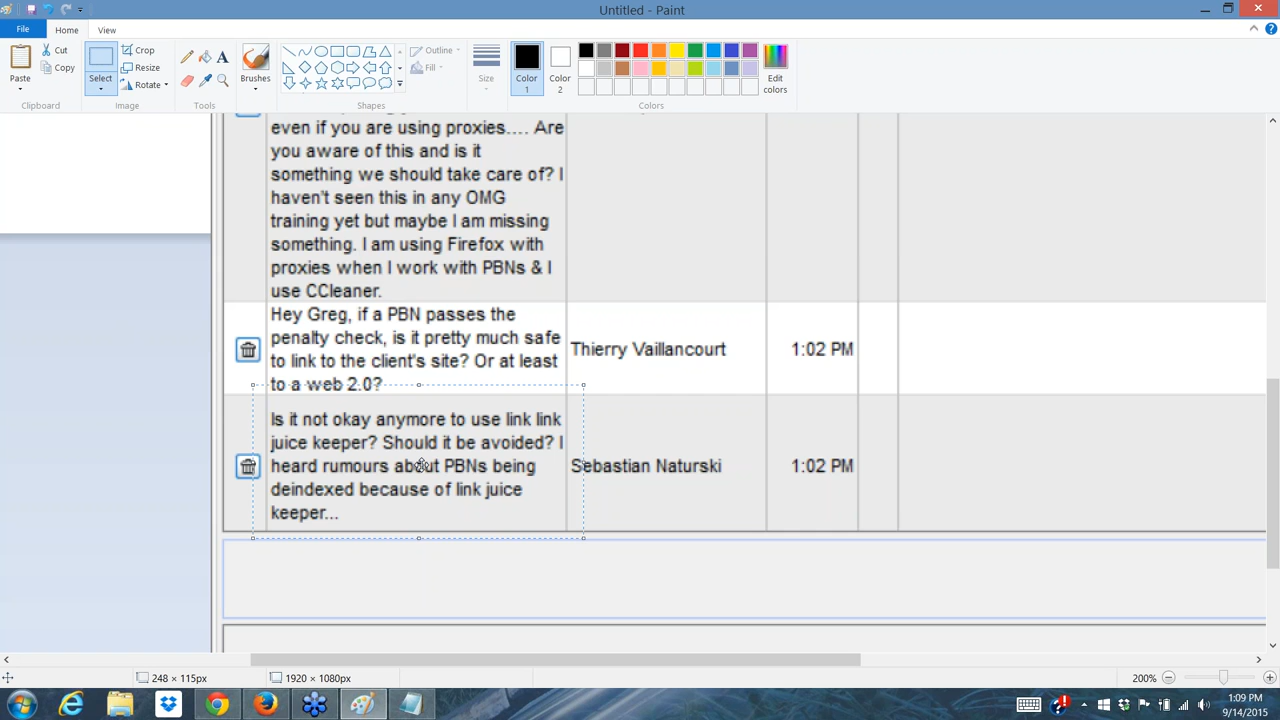 Untitled - Paint
File
Home
View
Paste
Cut
Copy
Clipboard
Select
Crop
Resize
Rotate
Image
A
Tools
Brushes
Outline
Fill
Shapes
Size
Color
1
Color
2
Edit
colors
Colors
even if you are using proxies.... Are
you aware of this and is it
something we should take care of? I
haven't seen this in any OMG
training yet but maybe I am missing
something. I am using Firefox with
proxies when I work with PBNs & I
use CCleaner.
Hey Greg, if a PBN passes the
penalty check, is it pretty much safe
to link to the client's site? Or at least
to a web 2.0?
Thierry Vaillancourt
1:02 PM
Is it not okay anymore to use link link
juice keeper? Should it be avoided? I
heard rumours about PBNs being
deindexed because of link juice
keeper...
Sebastian Naturski
1:02 PM
248 × 115px
1920 × 1080px
200%
1:09 PM
9/14/2015